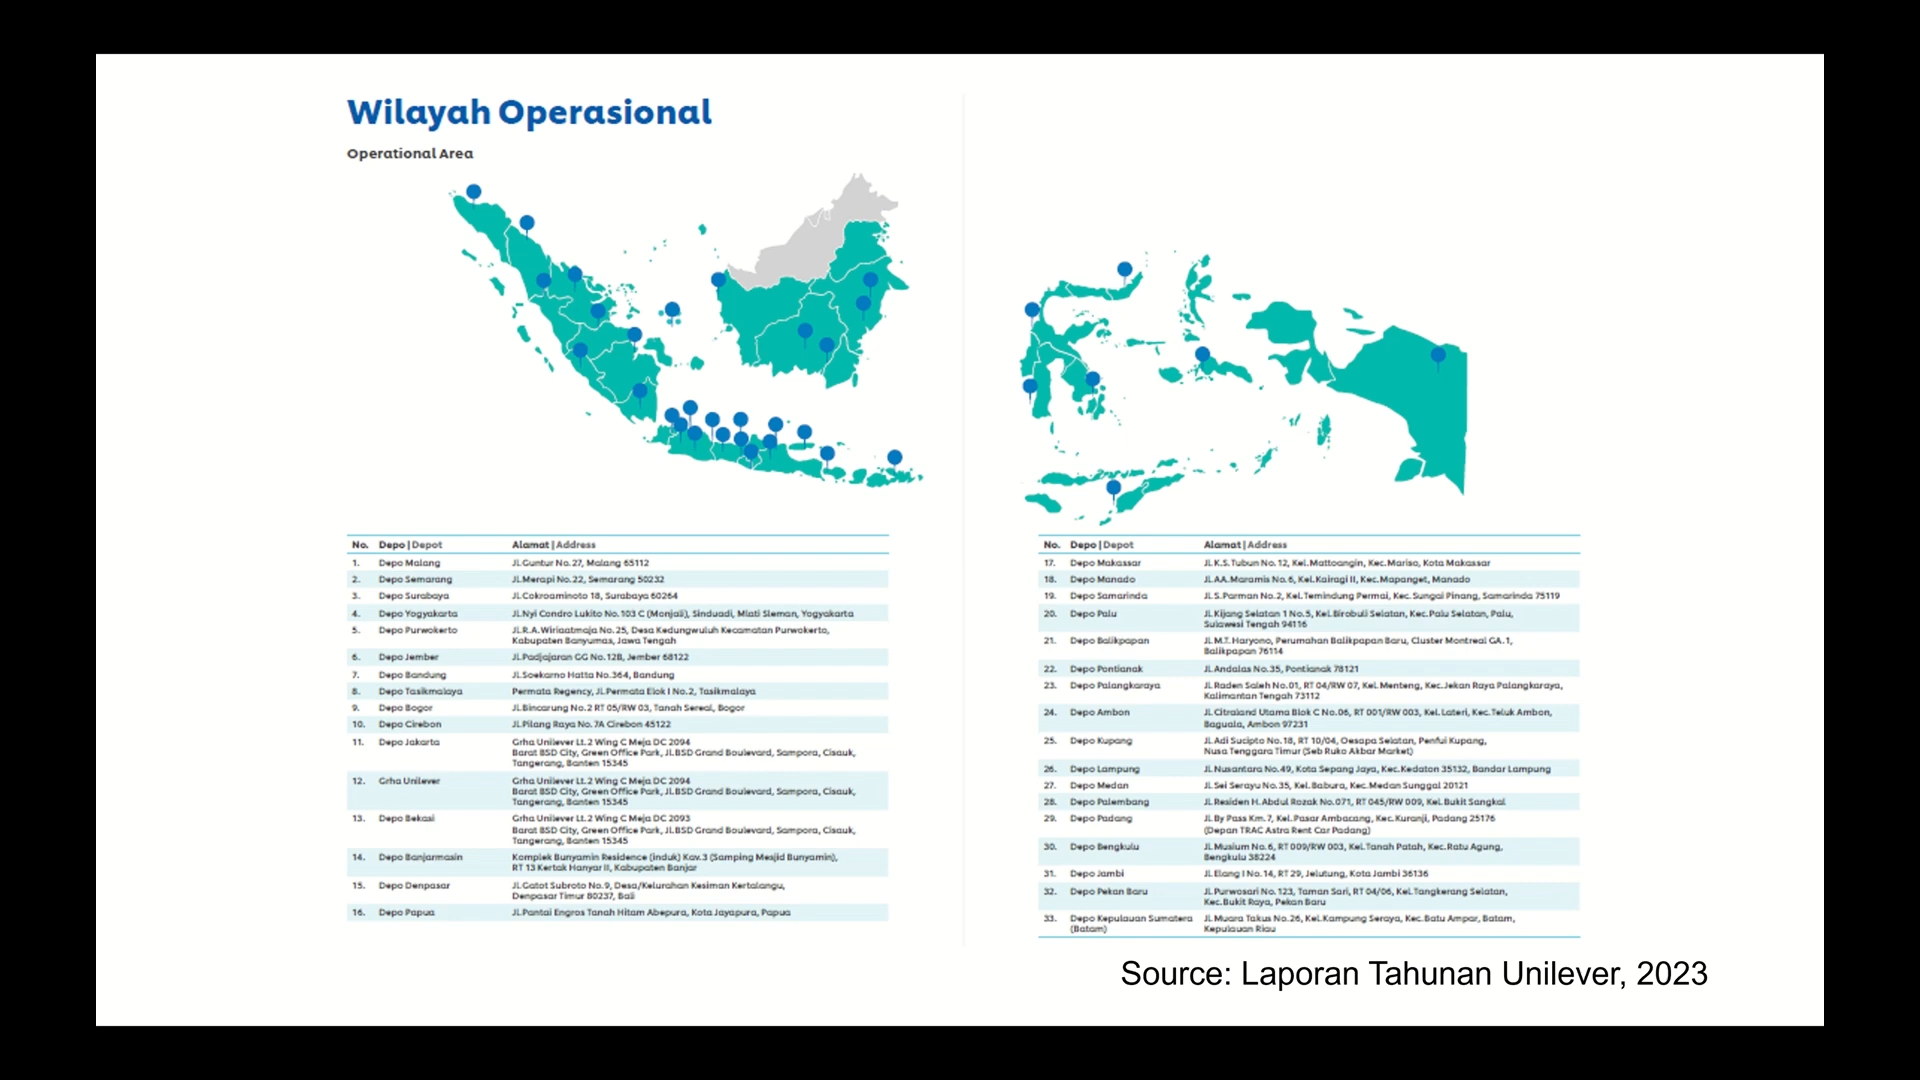 Wilayah Operasional
Operational Area
No. Depo | Depot Alamat | Address
1. Depo Malang Jl.Guntur No.27, Malang 65112
2. Depo Semarang Jl.Merapi No.22, Semarang 50232
3. Depo Surabaya Jl.Cokroaminoto 18, Surabaya 60264
4. Depo Yogyakarta Jl.Nyi Condro Lukito No.103 C (Monjali), Sinduadi, Mlati Sleman, Yogyakarta
5. Depo Purwokerto Jl.R.A.Wiriaatmaja No.25, Desa Kedungwuluh Kecamatan Purwokerto,
Kabupaten Banyumas, Jawa Tengah
6. Depo Jember Jl.Padjajaran GG No.12B, Jember 68122
7. Depo Bandung Jl.Soekarno Hatta No.364, Bandung
8. Depo Tasikmalaya Permata Regency, Jl.Permata Elok I No.2, Tasikmalaya
9. Depo Bogor Jl.Bincarung No.2 RT 05/RW 03, Tanah Sereal, Bogor
10. Depo Cirebon Jl.Pilang Raya No.7A Cirebon 45122
11. Depo Jakarta Grha Unilever Lt.2 Wing C Meja DC 2094
Barat BSD City, Green Office Park, Jl.BSD Grand Boulevard, Sampora, Cisauk,
Tangerang, Banten 15345
12. Grha Unilever Grha Unilever Lt.2 Wing C Meja DC 2094
Barat BSD City, Green Office Park, Jl.BSD Grand Boulevard, Sampora, Cisauk,
Tangerang, Banten 15345
13. Depo Bekasi Grha Unilever Lt.2 Wing C Meja DC 2093
Barat BSD City, Green Office Park, Jl.BSD Grand Boulevard, Sampora, Cisauk,
Tangerang, Banten 15345
14. Depo Banjarmasin Komplek Bunyamin Residence (Induk) Kav.3 (Samping Mesjid Bunyamin),
RT 13 Kertak Hanyar II, Kabupaten Banjar
15. Depo Denpasar Jl.Gatot Subroto No.9, Desa/Kelurahan Kesiman Kertalangu,
Denpasar Timur 80237, Bali
16. Depo Papua Jl.Pantai Engros Tanah Hitam Abepura, Kota Jayapura, Papua
No. Depo | Depot Alamat | Address
17. Depo Makassar Jl.K.S.Tubun No.12, Kel.Mattoangin, Kec.Mariso, Kota Makassar
18. Depo Manado Jl.AA.Maramis No.6, Kel.Kairagi II, Kec.Mapanget, Manado
19. Depo Samarinda Jl.S.Parman No.2, Kel.Temindung Permai, Kec.Sungai Pinang, Samarinda 75119
20. Depo Palu Jl.Kijang Selatan 1 No.5, Kel.Birobuli Selatan, Kec.Palu Selatan, Palu,
Sulawesi Tengah 94116
21. Depo Balikpapan Jl.M.T. Haryono, Perumahan Balikpapan Baru, Cluster Montreal GA.1,
Balikpapan 76114
22. Depo Pontianak Jl.Andalas No.35, Pontianak 78121
23. Depo Palangkaraya Jl.Raden Saleh No.01, RT 04/RW 07, Kel.Menteng, Kec.Jekan Raya Palangkaraya,
Kalimantan Tengah 73112
24. Depo Ambon Jl.Citraland Utama Blok C No.06, RT 001/RW 003, Kel.Lateri, Kec.Teluk Ambon,
Baguala, Ambon 97231
25. Depo Kupang Jl.Adi Sucipto No.18, RT 10/04, Oesapa Selatan, Penfui Kupang,
Nusa Tenggara Timur (Seb Ruko Akbar Market)
26. Depo Lampung Jl.Nusantara No.49, Kota Sepang Jaya, Kec.Kedaton 35132, Bandar Lampung
27. Depo Medan Jl.Sei Serayu No.35, Kel.Babura, Kec.Medan Sunggal 20121
28. Depo Palembang Jl.Residen H.Abdul Rozak No.071, RT 045/RW 009, Kel.Bukit Sangkal
29. Depo Padang Jl.By Pass Km.7, Kel.Pasar Ambacang, Kec.Kuranji, Padang 25176
(Depan TRAC Astra Rent Car Padang)
30. Depo Bengkulu Jl.Musium No.6, RT 009/RW 003, Kel.Tanah Patah, Kec.Ratu Agung,
Bengkulu 38224
31. Depo Jambi Jl.Elang I No.14, RT 29, Jelutung, Kota Jambi 36136
32. Depo Pekan Baru Jl.Purwosari No.123, Taman Sari, RT 04/06, Kel.Tangkerang Selatan,
Kec.Bukit Raya, Pekan Baru
33. Depo Kepulauan Sumatera Jl.Muara Takus No.26, Kel.Kampung Seraya, Kec.Batu Ampar, Batam,
(Batam) Kepulauan Riau
Source: Laporan Tahunan Unilever, 2023